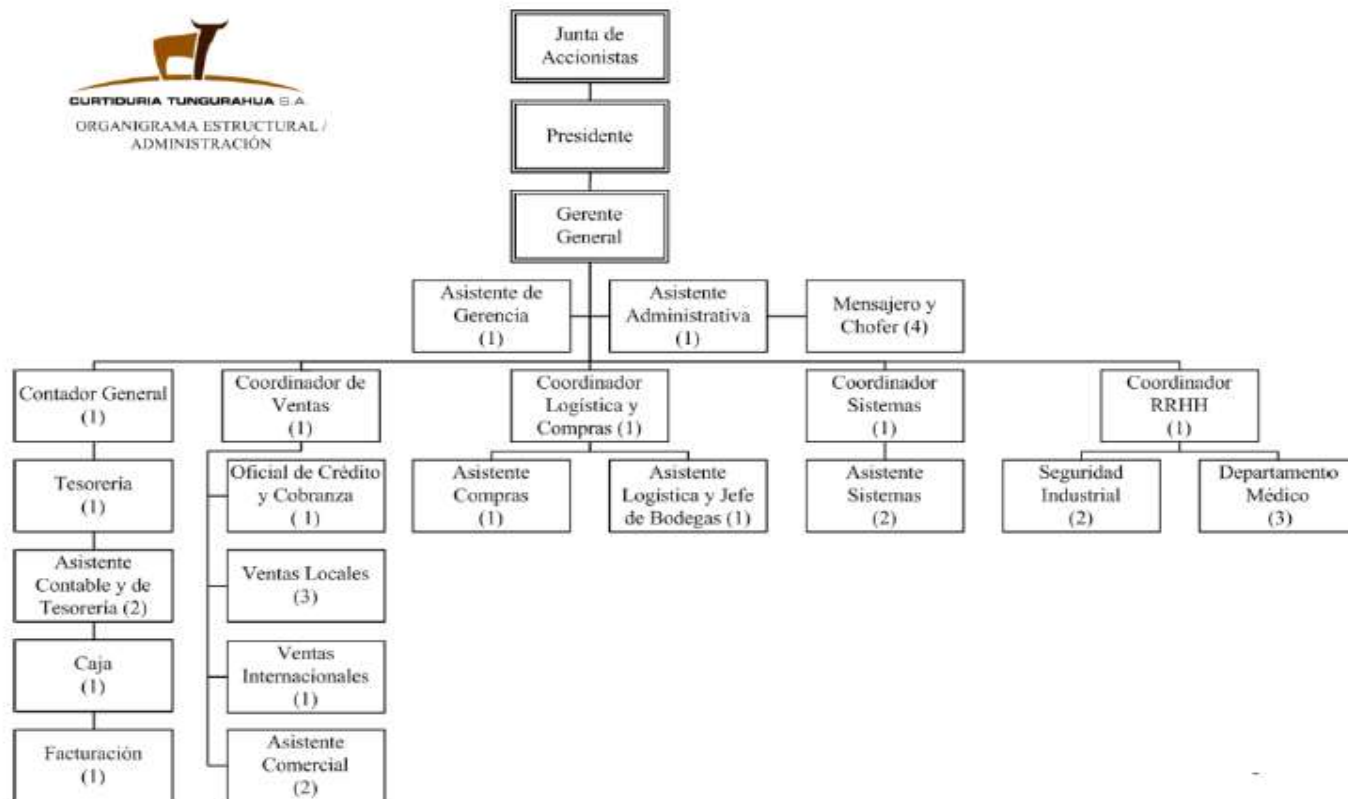 CURTIDURIA TUNGURAHUA S.A.
ORGANIGRAMA ESTRUCTURAL /
ADMINISTRACIÓN
Junta de
Accionistas
Presidente
Gerente
General
Asistente de
Gerencia
(1)
Asistente
Administrativa
(1)
Mensajero y
Chofer (4)
Contador General
(1)
Tesorería
(1)
Asistente
Contable y de
Tesorería (2)
Caja
(1)
Facturación
(1)
Coordinador de
Ventas
(1)
Oficial de Crédito
y Cobranza
( 1)
Ventas Locales
(3)
Ventas
Internacionales
(1)
Asistente
Comercial
(2)
Coordinador
Logística y
Compras (1)
Asistente
Compras
(1)
Asistente
Logística y Jefe
de Bodegas (1)
Coordinador
Sistemas
(1)
Asistente
Sistemas
(2)
Coordinador
RRHH
(1)
Seguridad
Industrial
(2)
Departamento
Médico
(3)